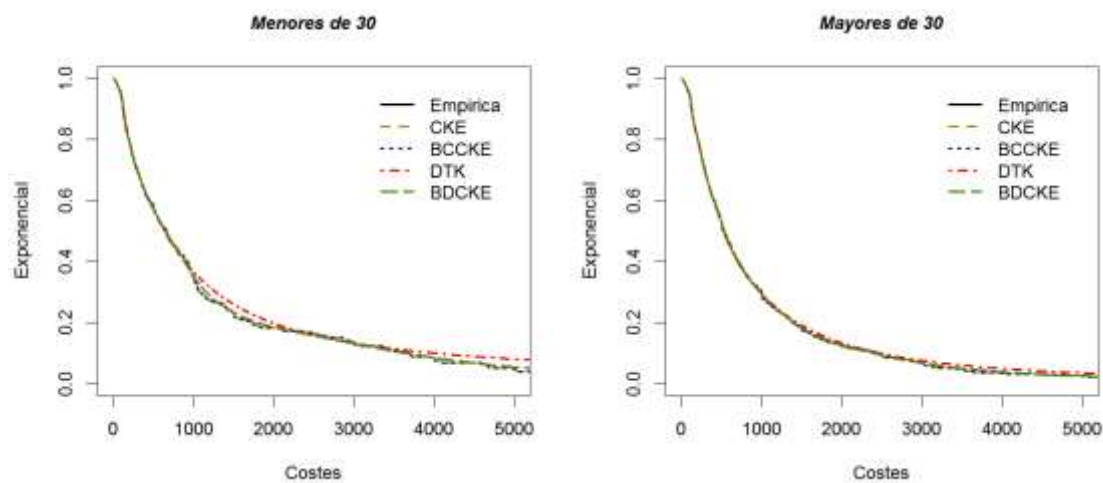 Menores de 30
Exponencial
1.0
0.8
0.6
0.4
0.2
0.0
Empirica
CKE
BCCKE
DTK
BDCKE
0 1000 2000 3000 4000 5000
Costes
Mayores de 30
Exponencial
1.0
0.8
0.6
0.4
0.2
0.0
Empirica
CKE
BCCKE
DTK
BDCKE
0 1000 2000 3000 4000 5000
Costes